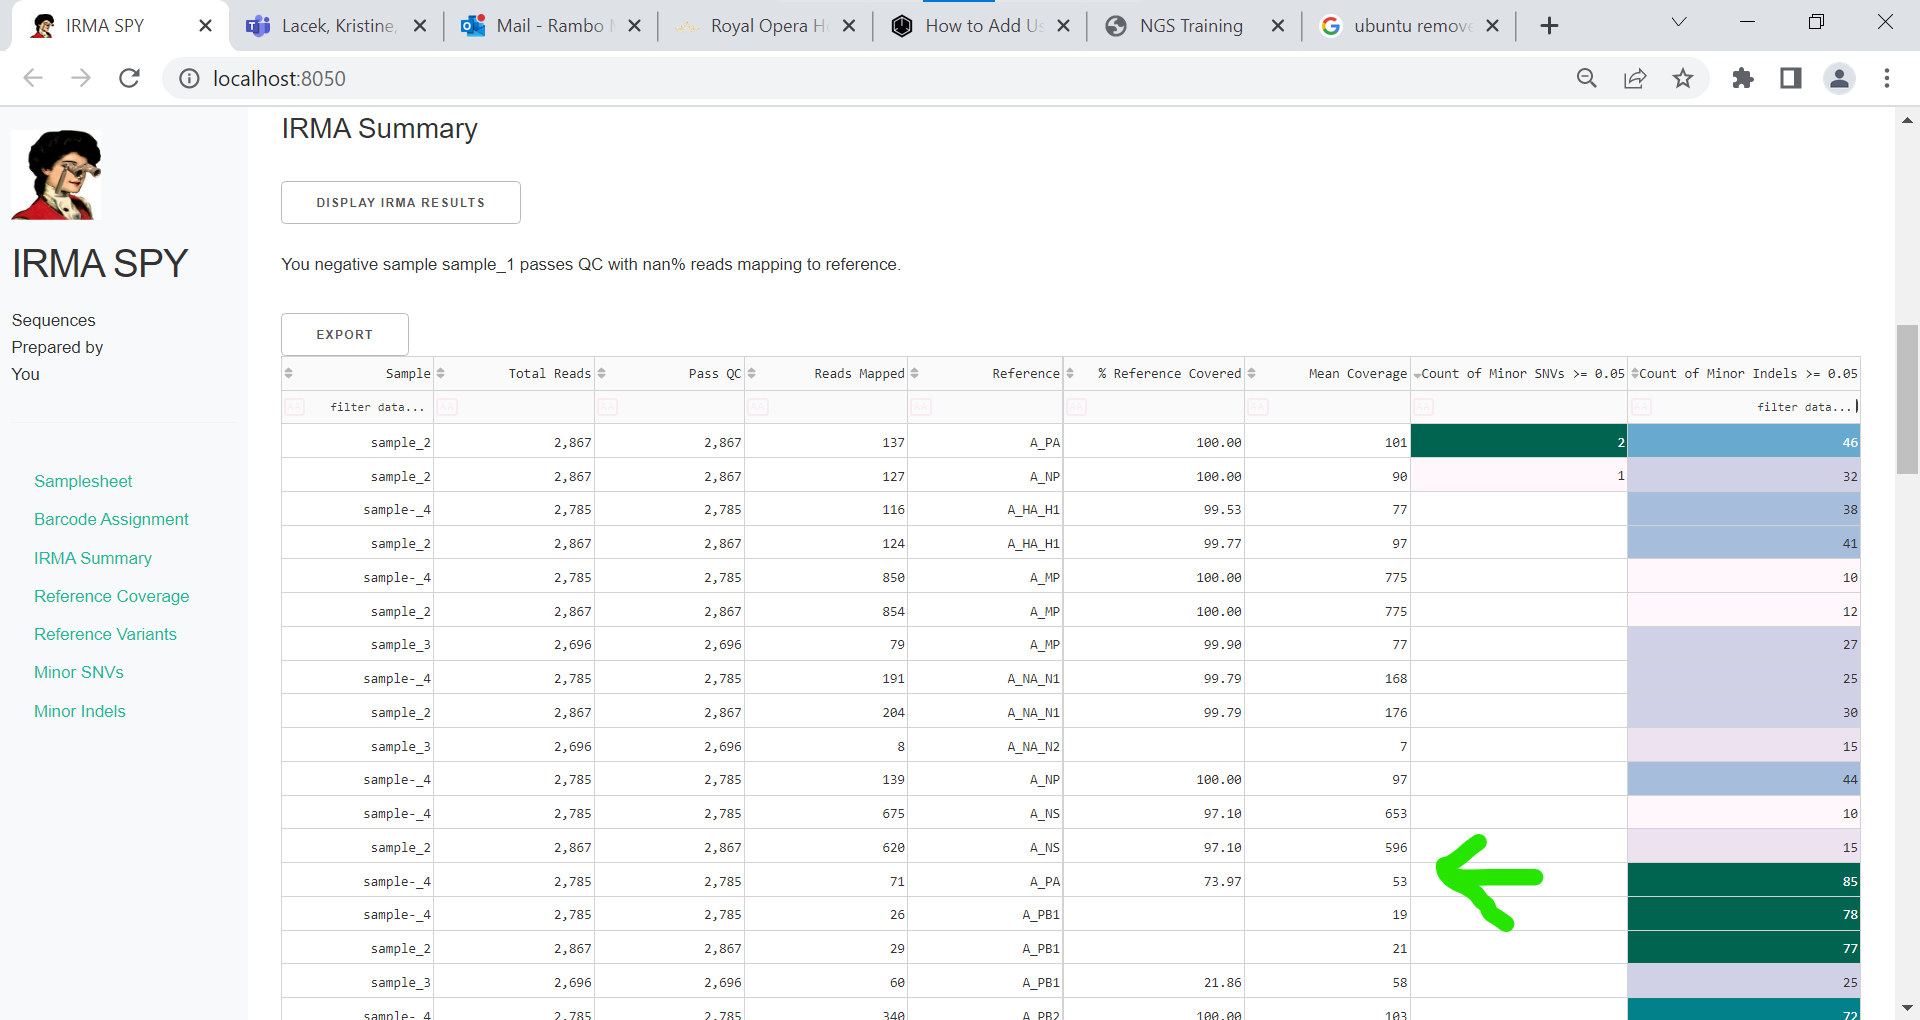 IRMA SPY
Lacek, Kristine,
Mail - Rambo
Royal Opera H
How to Add Us
NGS Training
ubuntu remove
localhost:8050
IRMA SPY
Sequences
Prepared by
You
Samplesheet
Barcode Assignment
IRMA Summary
Reference Coverage
Reference Variants
Minor SNVs
Minor Indels
IRMA Summary
DISPLAY IRMA RESULTS
You negative sample sample_1 passes QC with nan% reads mapping to reference.
EXPORT
Sample Total Reads Pass QC Reads Mapped Reference % Reference Covered Mean Coverage Count of Minor SNVs >= 0.05 Count of Minor Indels >= 0.05
filter data... filter data...
sample_2 2,867 2,867 137 A_PA 100.00 101 2 46
sample_2 2,867 2,867 127 A_NP 100.00 90 1 32
sample-_4 2,785 2,785 116 A_HA_H1 99.53 77 38
sample_2 2,867 2,867 124 A_HA_H1 99.77 97 41
sample-_4 2,785 2,785 850 A_MP 100.00 775 10
sample_2 2,867 2,867 854 A_MP 100.00 775 12
sample_3 2,696 2,696 79 A_MP 99.90 77 27
sample-_4 2,785 2,785 191 A_NA_N1 99.79 168 25
sample_2 2,867 2,867 204 A_NA_N1 99.79 176 30
sample_3 2,696 2,696 8 A_NA_N2 7 15
sample-_4 2,785 2,785 139 A_NP 100.00 97 44
sample-_4 2,785 2,785 675 A_NS 97.10 653 10
sample_2 2,867 2,867 620 A_NS 97.10 596 15
sample-_4 2,785 2,785 71 A_PA 73.97 53 85
sample-_4 2,785 2,785 26 A_PB1 19 78
sample_2 2,867 2,867 29 A_PB1 21 77
sample_3 2,696 2,696 60 A_PB1 21.86 58 25
sample-_4 2,785 2,785 340 A_PB2 100.00 103 72